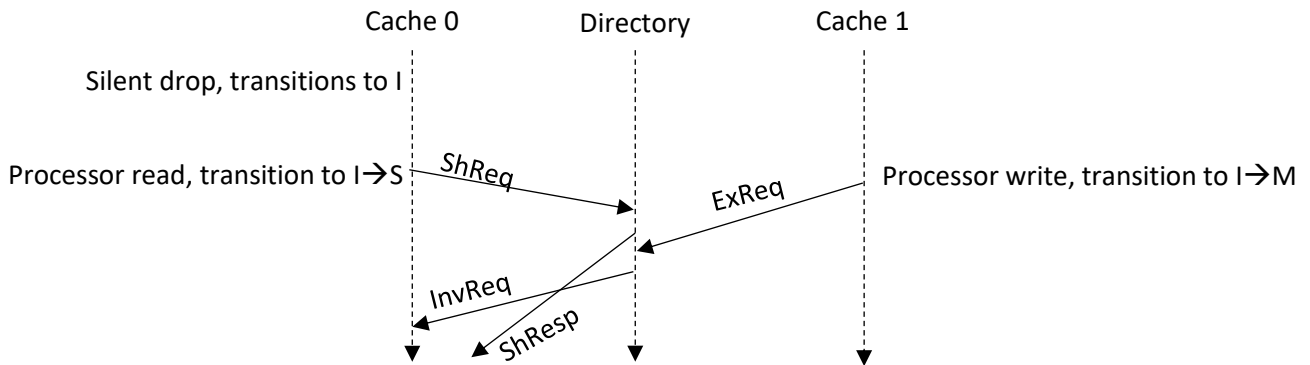 Cache 0
Directory
Cache 1
Silent drop, transitions to I
Processor read, transition to I→S
ShReq
ExReq
Processor write, transition to I→M
InvReq
ShResp